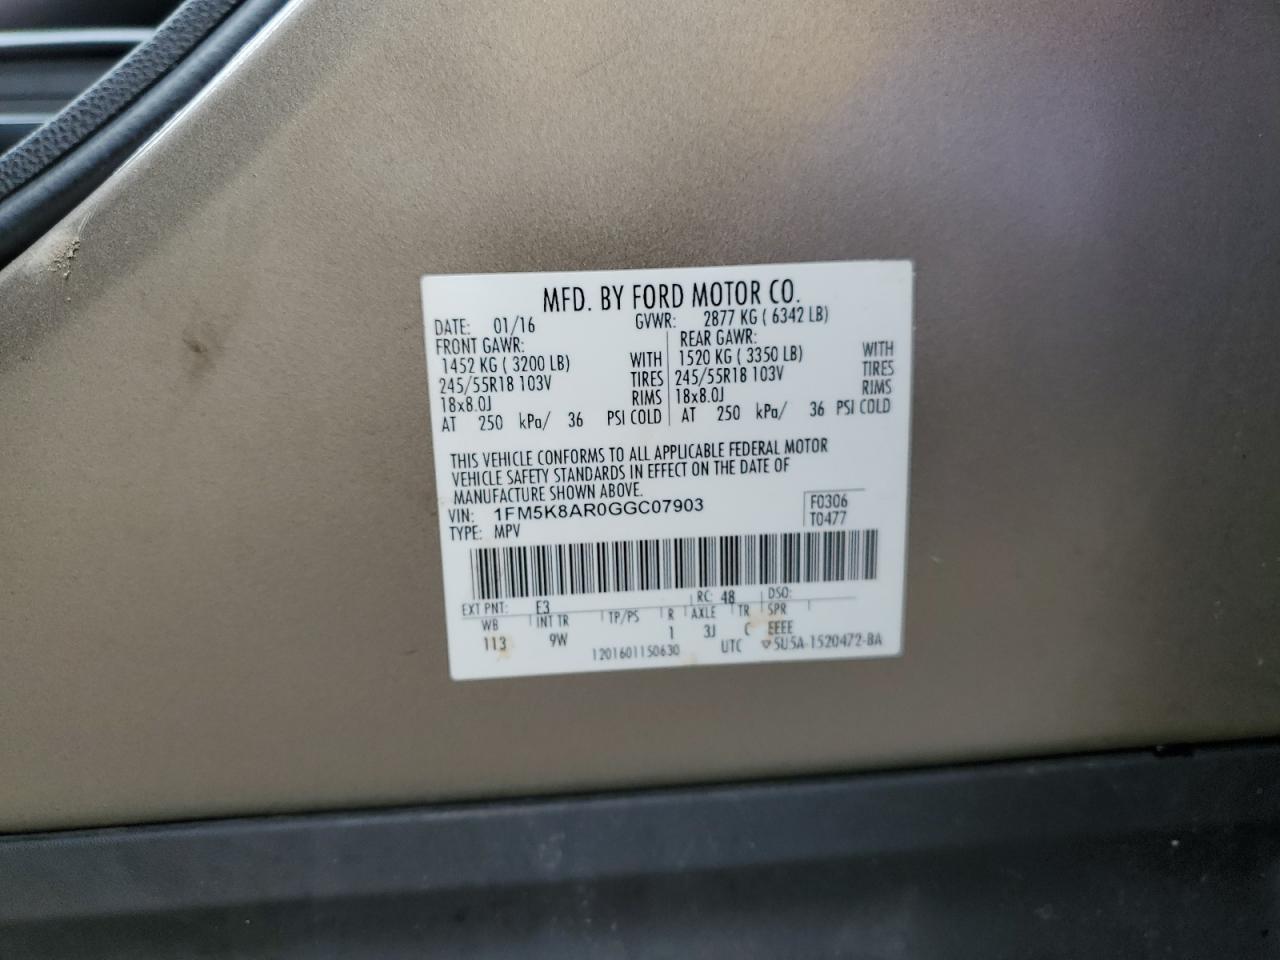 MFD. BY FORD MOTOR CO.
DATE: 01/16 GVWR: 2877 KG ( 6342 LB)
FRONT GAWR: REAR GAWR:
1452 KG ( 3200 LB) WITH 1520 KG ( 3350 LB) WITH
245/55R18 103V TIRES 245/55R18 103V TIRES
18x8.0J RIMS 18x8.0J RIMS
AT 250 kPa/ 36 PSI COLD AT 250 kPa/ 36 PSI COLD
THIS VEHICLE CONFORMS TO ALL APPLICABLE FEDERAL MOTOR
VEHICLE SAFETY STANDARDS IN EFFECT ON THE DATE OF
MANUFACTURE SHOWN ABOVE.
VIN: 1FM5K8AR0GGC07903 F0306
TYPE: MPV T0477
EXT PNT: E3 RC: 48 DSO:
WB INT TR TP/PS R AXLE TR SPR
113 9W 1 3J C EEEE
1201601150630 UTC ▽5U5A-1520472-BA